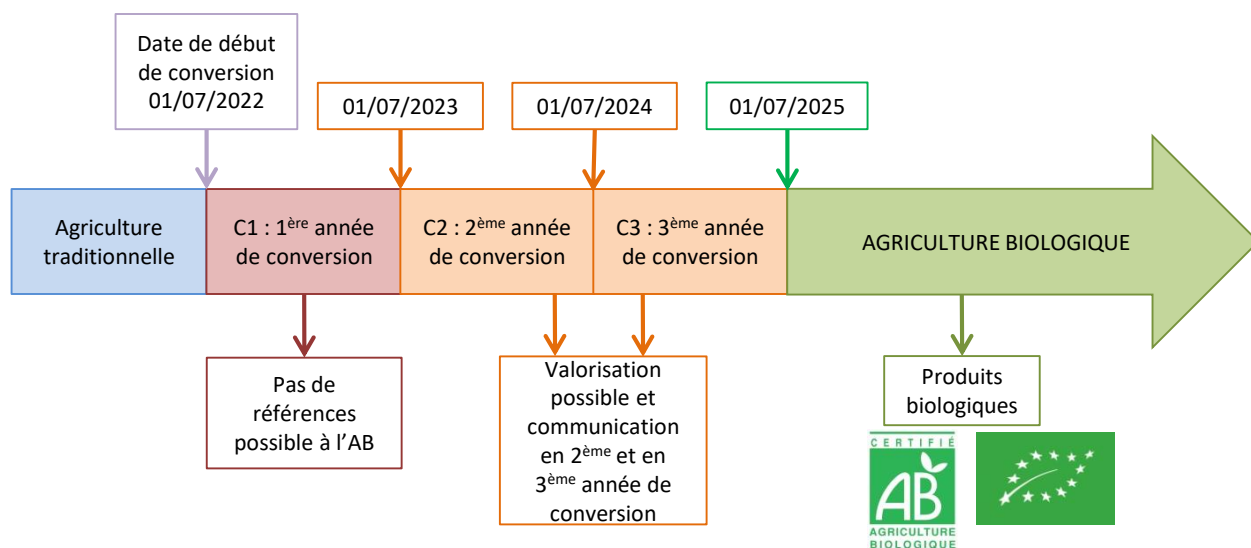 Date de début
de conversion
01/07/2022
01/07/2023
01/07/2024
01/07/2025
Agriculture
traditionnelle
C1 : 1ère année
de conversion
C2 : 2ème année
de conversion
C3 : 3ème année
de conversion
AGRICULTURE BIOLOGIQUE
Pas de
références
possible à l’AB
Valorisation
possible et
communication
en 2ème et en
3ème année de
conversion
Produits
biologiques
CERTIFIÉ
AB
AGRICULTURE
BIOLOGIQUE